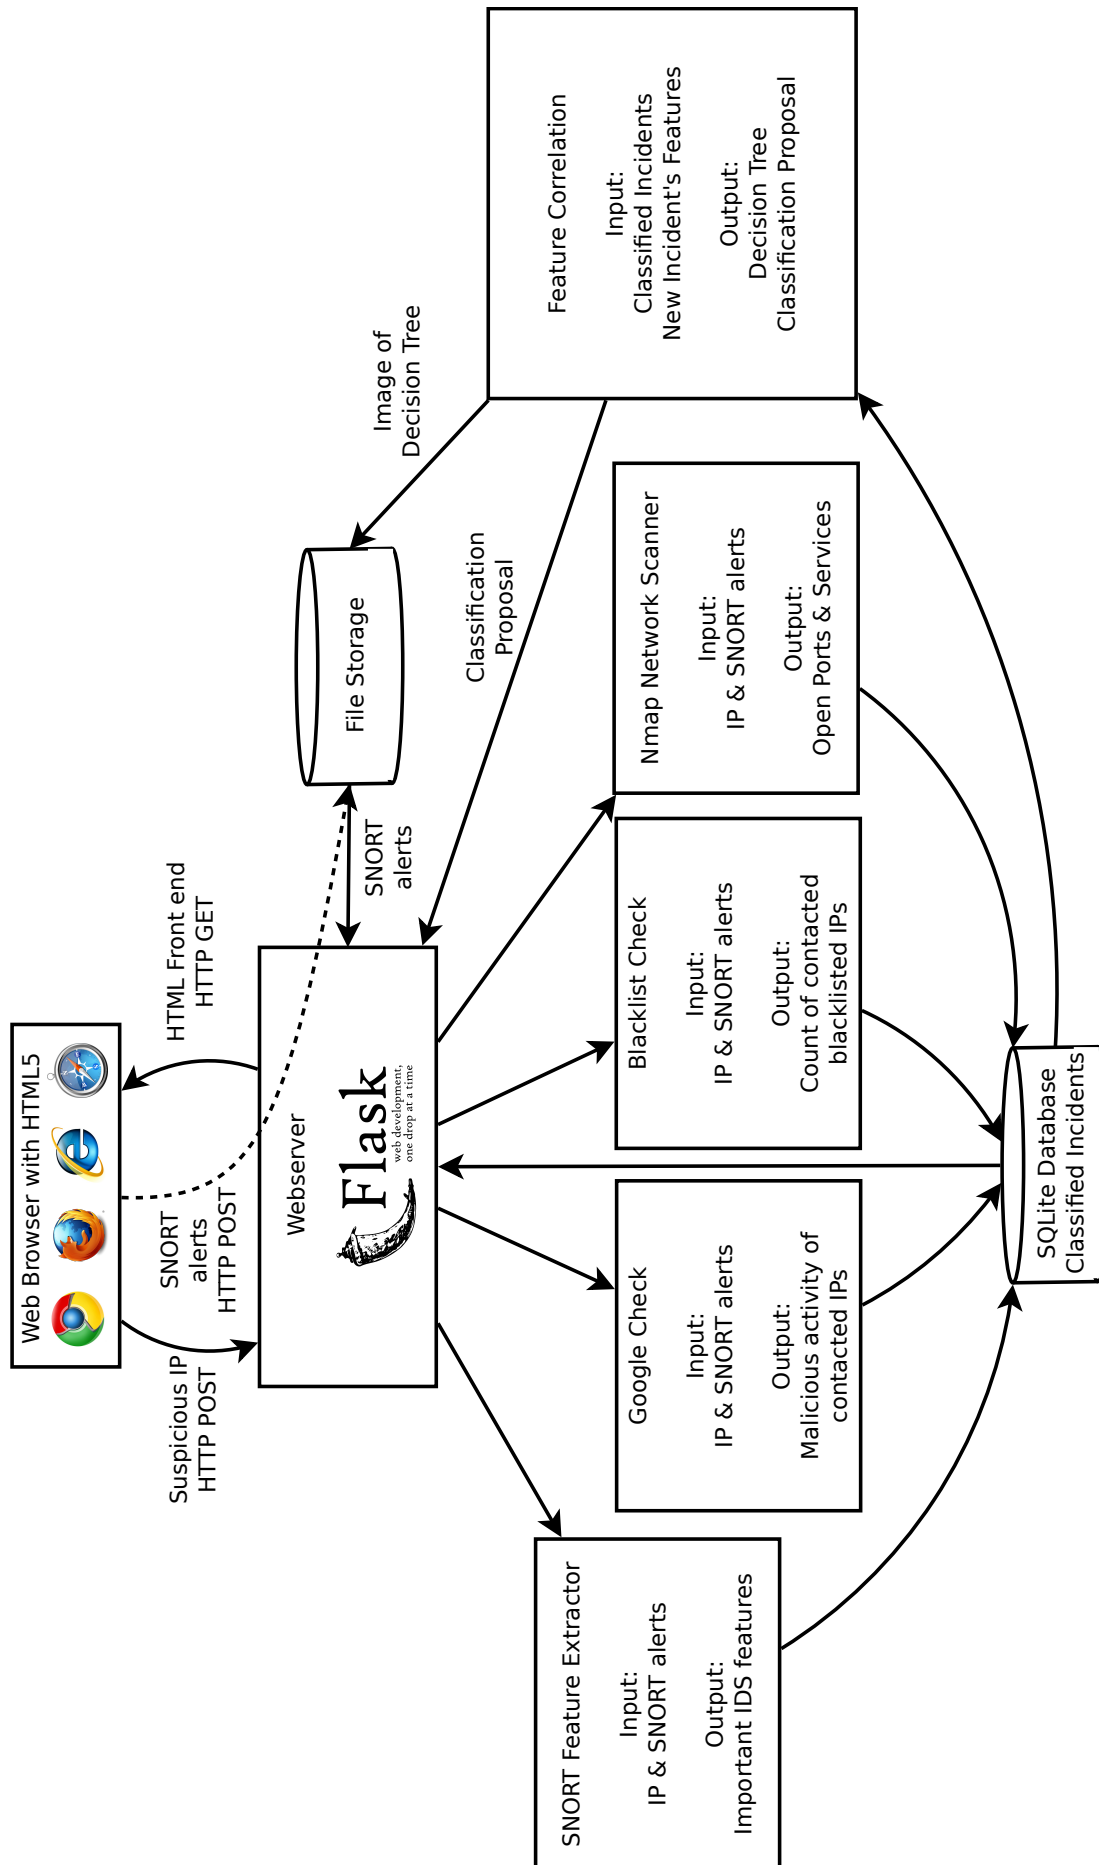 Web Browser with HTML5
Suspicious IP
HTTP POST
SNORT
alerts
HTTP POST
HTML Front end
HTTP GET
Webserver
Flask
web development,
one drop at a time
SNORT
alerts
File Storage
Image of
Decision Tree
Classification
Proposal
SNORT Feature Extractor
Input:
IP & SNORT alerts
Output:
Important IDS features
Google Check
Input:
IP & SNORT alerts
Output:
Malicious activity of
contacted IPs
Blacklist Check
Input:
IP & SNORT alerts
Output:
Count of contacted
blacklisted IPs
Nmap Network Scanner
Input:
IP & SNORT alerts
Output:
Open Ports & Services
Feature Correlation
Input:
Classified Incidents
New Incident's Features
Output:
Decision Tree
Classification Proposal
SQLite Database
Classified Incidents